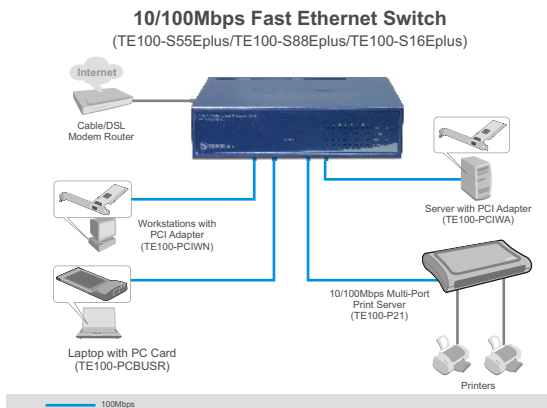 10/100Mbps Fast Ethernet Switch
(TE100-S55Eplus/TE100-S88Eplus/TE100-S16Eplus)
Internet
Cable/DSL
Modem Router
Workstations with
PCI Adapter
(TE100-PCIWN)
Server with PCI Adapter
(TE100-PCIWA)
10/100Mbps Multi-Port
Print Server
(TE100-P21)
Laptop with PC Card
(TE100-PCBUSR)
Printers
100Mbps